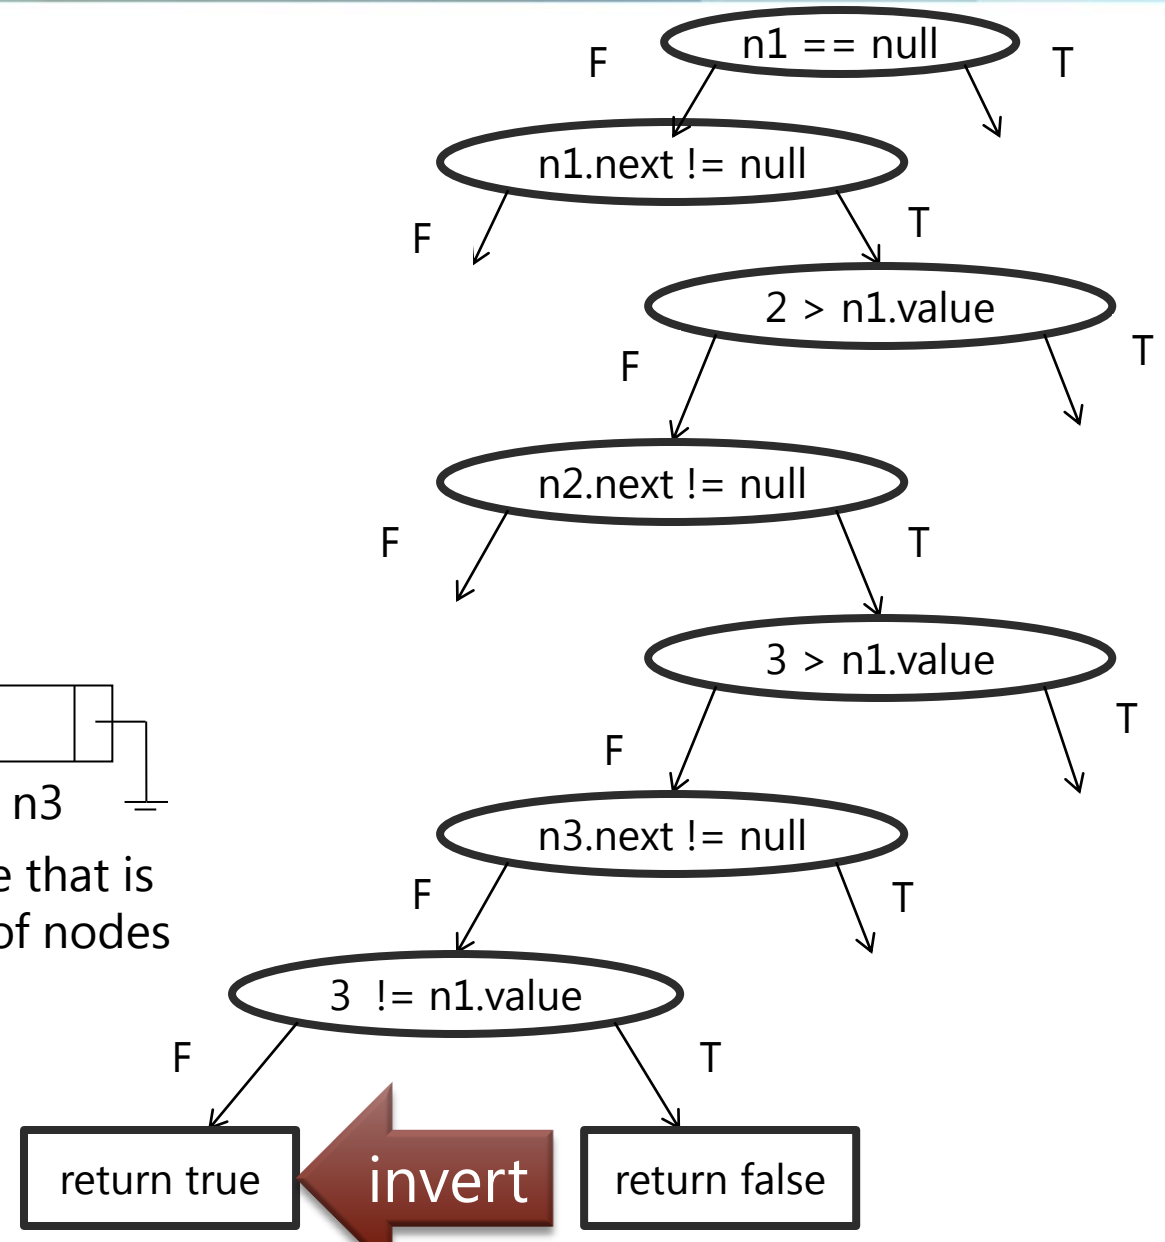 n1 == null
F
T
n1.next != null
F
T
2 > n1.value
F
T
n2.next != null
F
T
3 > n1.value
F
T
n3
n3.next != null
that is
of nodes
F
T
3 != n1.value
F
T
return true
invert
return false